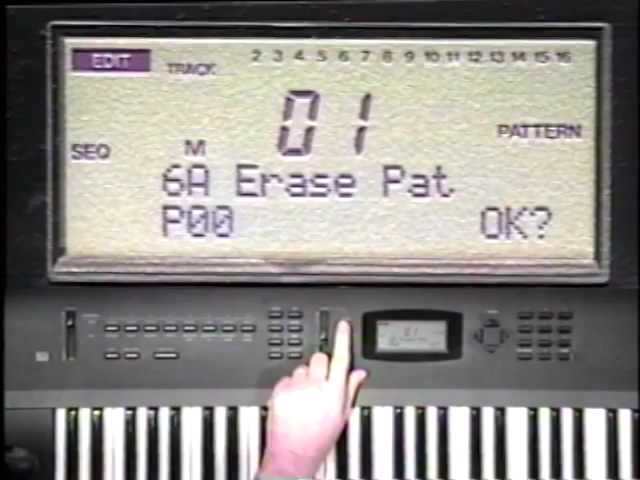 EDIT TRACK 2 3 4 5 6 7 8 9 10 11 12 13 14 15 16
01 PATTERN
SEQ M
6A Erase Pat
P00 OK?